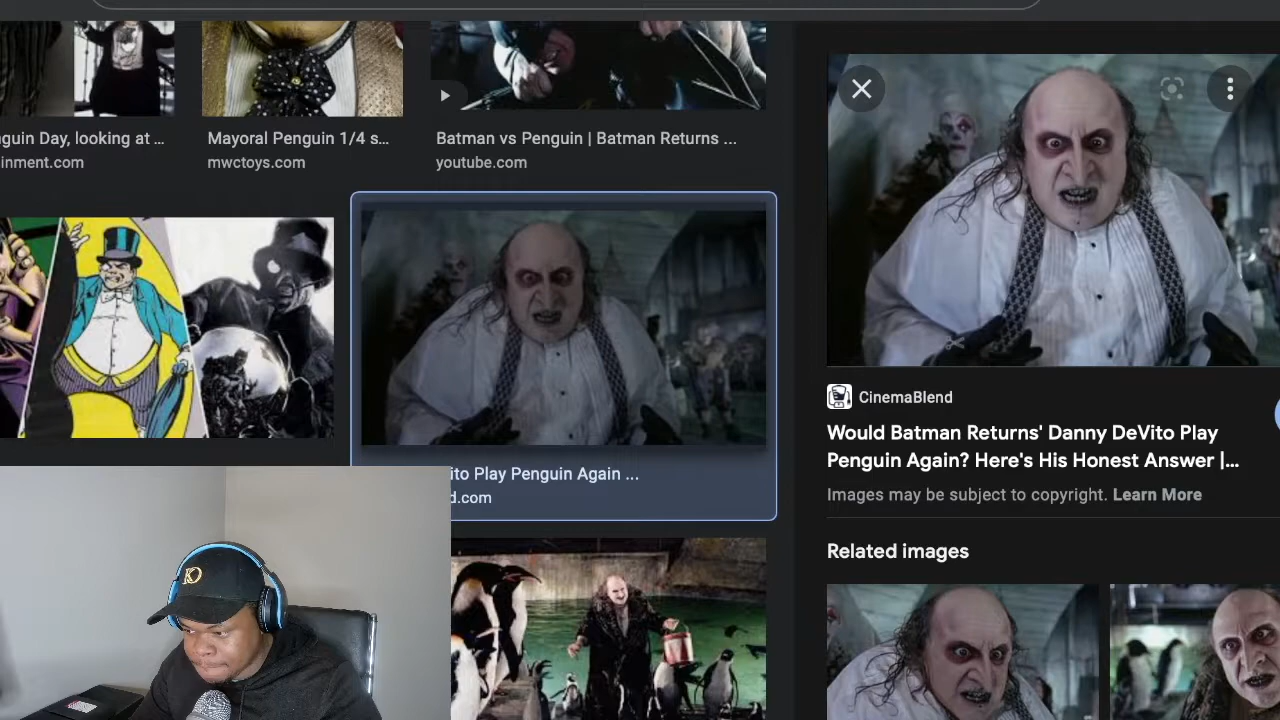 guin Day, looking at ...
inment.com
Mayoral Penguin 1/4 s...
mwctoys.com
Batman vs Penguin | Batman Returns ...
youtube.com
ito Play Penguin Again ...
d.com
CinemaBlend
Would Batman Returns' Danny DeVito Play
Penguin Again? Here's His Honest Answer |...
Images may be subject to copyright. Learn More
Related images
KO